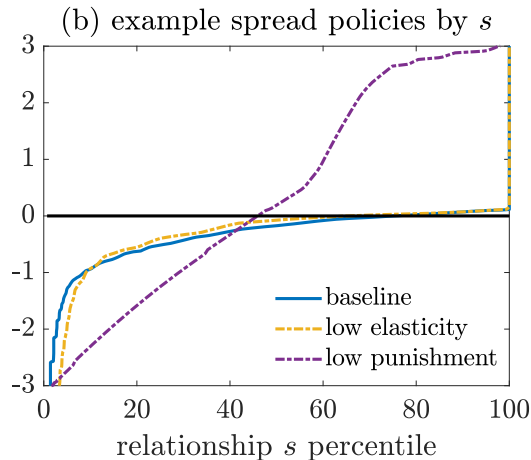 (b) example spread policies by s
3
2
1
0
-1
-2
-3
baseline
low elasticity
low punishment
0 20 40 60 80 100
relationship s percentile